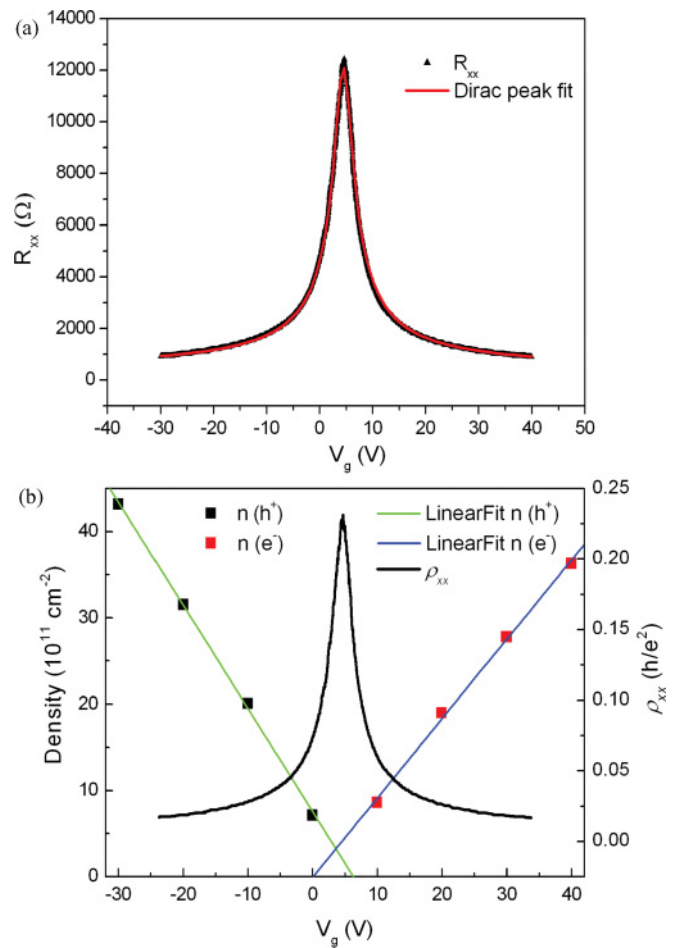 (a)
14000
12000
10000
8000
6000
4000
2000
0
R_xx (Ω)
R_xx
Dirac peak fit
-40 -30 -20 -10 0 10 20 30 40 50
V_g (V)
(b)
40
30
20
10
0
Density (10^11 cm^-2)
n (h^+)
n (e^-)
LinearFit n (h^+)
LinearFit n (e^-)
ρ_xx
0.25
0.20
0.15
0.10
0.05
0.00
ρ_xx (h/e^2)
-30 -20 -10 0 10 20 30 40
V_g (V)